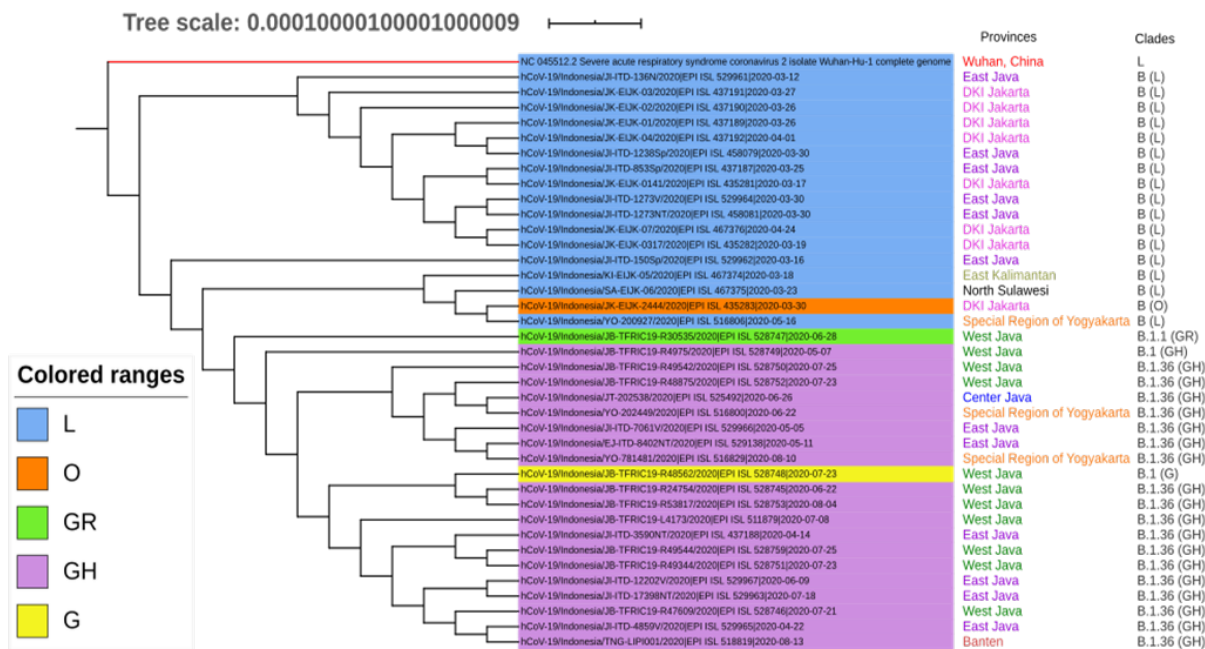 Tree scale: 0.00010000100001000009
Provinces Clades
NC 045512.2 Severe acute respiratory syndrome coronavirus 2 isolate Wuhan-Hu-1 complete genome Wuhan, China L
hCoV-19/Indonesia/JI-ITD-136N/2020|EPI ISL 529961|2020-03-12 East Java B (L)
hCoV-19/Indonesia/JK-EIJK-03/2020|EPI ISL 437191|2020-03-27 DKI Jakarta B (L)
hCoV-19/Indonesia/JK-EIJK-02/2020|EPI ISL 437190|2020-03-26 DKI Jakarta B (L)
hCoV-19/Indonesia/JK-EIJK-01/2020|EPI ISL 437189|2020-03-26 DKI Jakarta B (L)
hCoV-19/Indonesia/JK-EIJK-04/2020|EPI ISL 437192|2020-04-01 DKI Jakarta B (L)
hCoV-19/Indonesia/JI-ITD-1238Sp/2020|EPI ISL 458079|2020-03-30 East Java B (L)
hCoV-19/Indonesia/JI-ITD-853Sp/2020|EPI ISL 437187|2020-03-25 East Java B (L)
hCoV-19/Indonesia/JK-EIJK-0141/2020|EPI ISL 435281|2020-03-17 DKI Jakarta B (L)
hCoV-19/Indonesia/JI-ITD-1273V/2020|EPI ISL 529964|2020-03-30 East Java B (L)
hCoV-19/Indonesia/JI-ITD-1273NT/2020|EPI ISL 458081|2020-03-30 East Java B (L)
hCoV-19/Indonesia/JK-EIJK-07/2020|EPI ISL 467376|2020-04-24 DKI Jakarta B (L)
hCoV-19/Indonesia/JK-EIJK-0317/2020|EPI ISL 435282|2020-03-19 DKI Jakarta B (L)
hCoV-19/Indonesia/JI-ITD-150Sp/2020|EPI ISL 529962|2020-03-16 East Java B (L)
hCoV-19/Indonesia/KI-EIJK-05/2020|EPI ISL 467374|2020-03-18 East Kalimantan B (L)
hCoV-19/Indonesia/SA-EIJK-06/2020|EPI ISL 467375|2020-03-23 North Sulawesi B (L)
hCoV-19/Indonesia/JK-EIJK-2444/2020|EPI ISL 435283|2020-03-30 DKI Jakarta B (O)
hCoV-19/Indonesia/YO-200927/2020|EPI ISL 516806|2020-05-16 Special Region of Yogyakarta B (L)
hCoV-19/Indonesia/JB-TFRIC19-R30535/2020|EPI ISL 528747|2020-06-28 West Java B.1.1 (GR)
hCoV-19/Indonesia/JB-TFRIC19-R4975/2020|EPI ISL 528749|2020-05-07 West Java B.1 (GH)
hCoV-19/Indonesia/JB-TFRIC19-R49542/2020|EPI ISL 528750|2020-07-25 West Java B.1.36 (GH)
hCoV-19/Indonesia/JB-TFRIC19-R48875/2020|EPI ISL 528752|2020-07-23 West Java B.1.36 (GH)
hCoV-19/Indonesia/JT-202538/2020|EPI ISL 525492|2020-06-26 Center Java B.1.36 (GH)
hCoV-19/Indonesia/YO-202449/2020|EPI ISL 516800|2020-06-22 Special Region of Yogyakarta B.1.36 (GH)
hCoV-19/Indonesia/JI-ITD-7061V/2020|EPI ISL 529966|2020-05-05 East Java B.1.36 (GH)
hCoV-19/Indonesia/EJ-ITD-8402NT/2020|EPI ISL 529138|2020-05-11 East Java B.1.36 (GH)
hCoV-19/Indonesia/YO-781481/2020|EPI ISL 516829|2020-08-10 Special Region of Yogyakarta B.1.36 (GH)
hCoV-19/Indonesia/JB-TFRIC19-R48562/2020|EPI ISL 528748|2020-07-23 West Java B.1 (G)
hCoV-19/Indonesia/JB-TFRIC19-R24754/2020|EPI ISL 528745|2020-06-22 West Java B.1.36 (GH)
hCoV-19/Indonesia/JB-TFRIC19-R53817/2020|EPI ISL 528753|2020-08-04 West Java B.1.36 (GH)
hCoV-19/Indonesia/JB-TFRIC19-L4173/2020|EPI ISL 511879|2020-07-08 West Java B.1.36 (GH)
hCoV-19/Indonesia/JI-ITD-3590NT/2020|EPI ISL 437188|2020-04-14 East Java B.1.36 (GH)
hCoV-19/Indonesia/JB-TFRIC19-R49544/2020|EPI ISL 528759|2020-07-25 West Java B.1.36 (GH)
hCoV-19/Indonesia/JB-TFRIC19-R49344/2020|EPI ISL 528751|2020-07-23 West Java B.1.36 (GH)
hCoV-19/Indonesia/JI-ITD-12202V/2020|EPI ISL 529967|2020-06-09 East Java B.1.36 (GH)
hCoV-19/Indonesia/JI-ITD-17398NT/2020|EPI ISL 529963|2020-07-18 East Java B.1.36 (GH)
hCoV-19/Indonesia/JB-TFRIC19-R47609/2020|EPI ISL 528746|2020-07-21 West Java B.1.36 (GH)
hCoV-19/Indonesia/JI-ITD-4859V/2020|EPI ISL 529965|2020-04-22 East Java B.1.36 (GH)
hCoV-19/Indonesia/TNG-LIPI001/2020|EPI ISL 518819|2020-08-13 Banten B.1.36 (GH)
Colored ranges
L
O
GR
GH
G